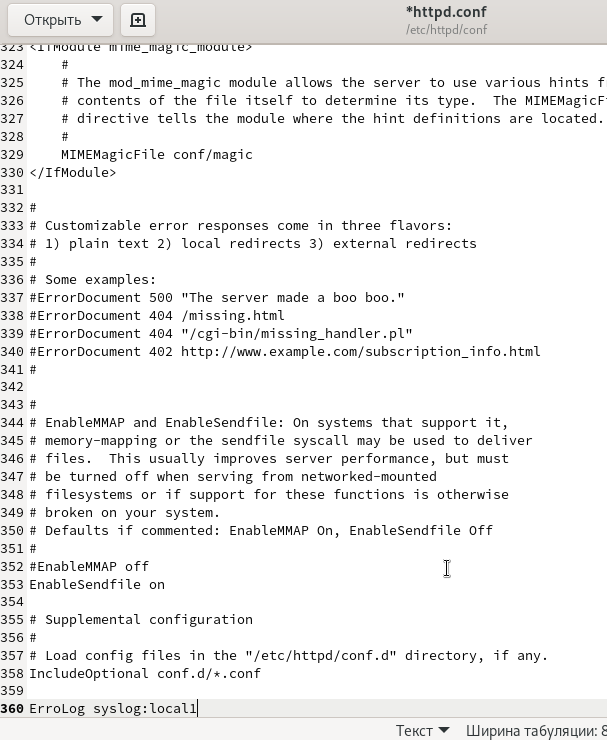 Открыть
*httpd.conf
/etc/httpd/conf
323 <IfModule mime_magic_module>
324     #
325     # The mod_mime_magic module allows the server to use various hints f
326     # contents of the file itself to determine its type.  The MIMEMagicF
327     # directive tells the module where the hint definitions are located.
328     #
329     MIMEMagicFile conf/magic
330 </IfModule>
331
332 #
333 # Customizable error responses come in three flavors:
334 # 1) plain text 2) local redirects 3) external redirects
335 #
336 # Some examples:
337 #ErrorDocument 500 "The server made a boo boo."
338 #ErrorDocument 404 /missing.html
339 #ErrorDocument 404 "/cgi-bin/missing_handler.pl"
340 #ErrorDocument 402 http://www.example.com/subscription_info.html
341 #
342
343 #
344 # EnableMMAP and EnableSendfile: On systems that support it,
345 # memory-mapping or the sendfile syscall may be used to deliver
346 # files.  This usually improves server performance, but must
347 # be turned off when serving from networked-mounted
348 # filesystems or if support for these functions is otherwise
349 # broken on your system.
350 # Defaults if commented: EnableMMAP On, EnableSendfile Off
351 #
352 #EnableMMAP off
353 EnableSendfile on
354
355 # Supplemental configuration
356 #
357 # Load config files in the "/etc/httpd/conf.d" directory, if any.
358 IncludeOptional conf.d/*.conf
359
360 ErroLog syslog:local1
Текст
Ширина табуляции: 8